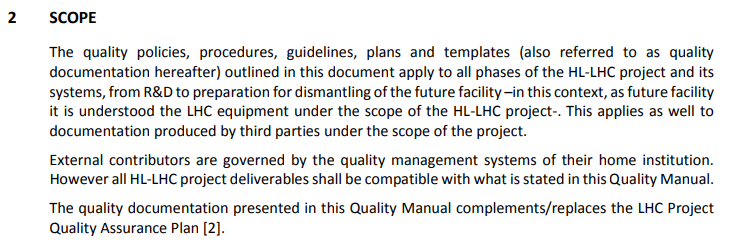 2 SCOPE
The quality policies, procedures, guidelines, plans and templates (also referred to as quality
documentation hereafter) outlined in this document apply to all phases of the HL-LHC project and its
systems, from R&D to preparation for dismantling of the future facility –in this context, as future facility
it is understood the LHC equipment under the scope of the HL-LHC project-. This applies as well to
documentation produced by third parties under the scope of the project.
External contributors are governed by the quality management systems of their home institution.
However all HL-LHC project deliverables shall be compatible with what is stated in this Quality Manual.
The quality documentation presented in this Quality Manual complements/replaces the LHC Project
Quality Assurance Plan [2].